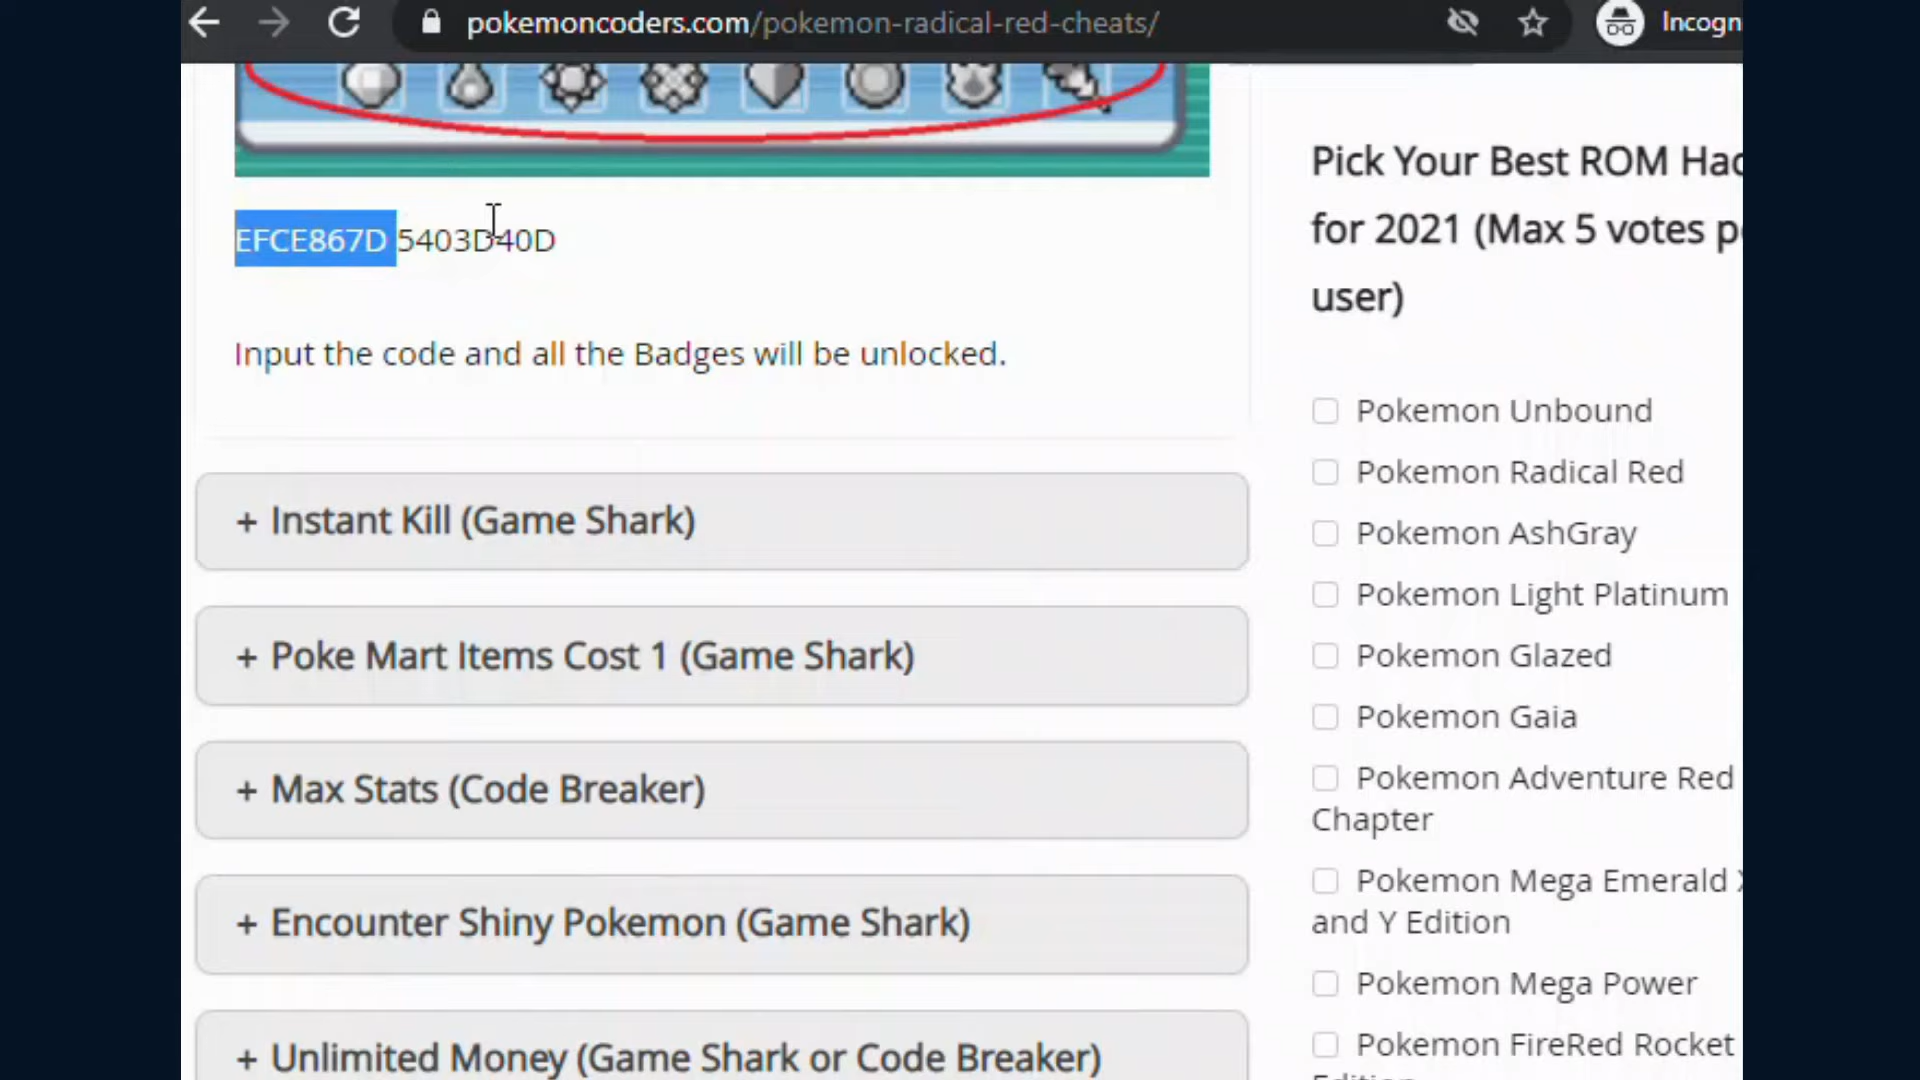 pokemoncoders.com/pokemon-radical-red-cheats/
Incogn
EFCE867D 5403D40D
Input the code and all the Badges will be unlocked.
+ Instant Kill (Game Shark)
+ Poke Mart Items Cost 1 (Game Shark)
+ Max Stats (Code Breaker)
+ Encounter Shiny Pokemon (Game Shark)
+ Unlimited Money (Game Shark or Code Breaker)
Pick Your Best ROM Hac
for 2021 (Max 5 votes p
user)
Pokemon Unbound
Pokemon Radical Red
Pokemon AshGray
Pokemon Light Platinum
Pokemon Glazed
Pokemon Gaia
Pokemon Adventure Red
Chapter
Pokemon Mega Emerald X
and Y Edition
Pokemon Mega Power
Pokemon FireRed Rocket